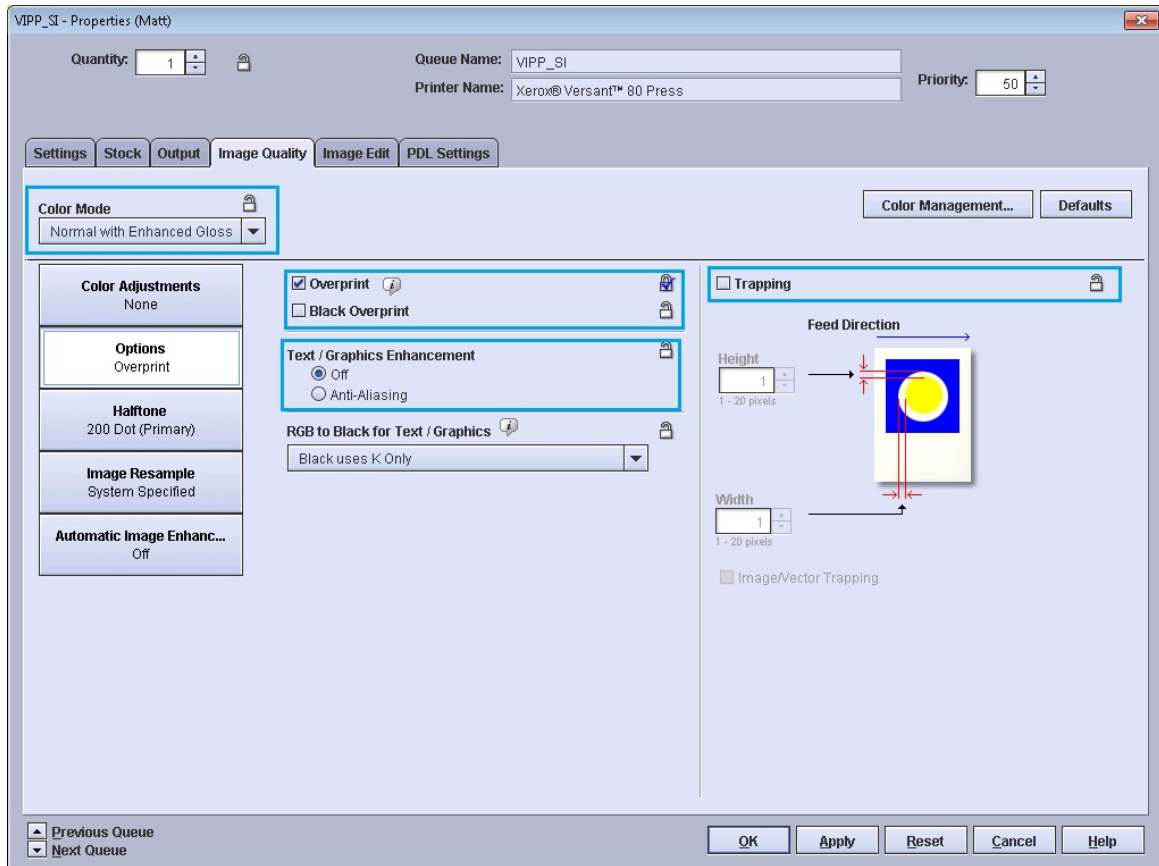 VIPP_SI - Properties (Matt)
Quantity: 1
Queue Name: VIPP_SI
Printer Name: Xerox® Versant™ 80 Press
Priority: 50
Settings Stock Output Image Quality Image Edit PDL Settings
Color Mode
Normal with Enhanced Gloss
Color Management... Defaults
Color Adjustments
None
Options
Overprint
Halftone
200 Dot (Primary)
Image Resample
System Specified
Automatic Image Enhanc...
Off
Overprint
Black Overprint
Text / Graphics Enhancement
Off
Anti-Aliasing
RGB to Black for Text / Graphics
Black uses K Only
Trapping
Feed Direction
Height
1
1 - 20 pixels
Width
1
1 - 20 pixels
Image/Vector Trapping
Previous Queue
Next Queue
OK Apply Reset Cancel Help